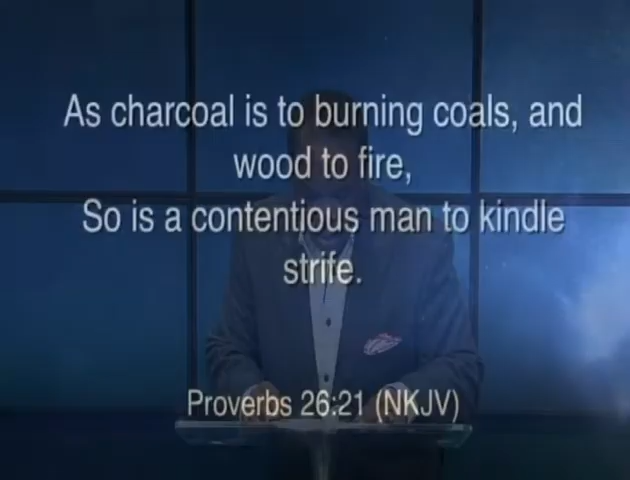 As charcoal is to burning coals, and
wood to fire,
So is a contentious man to kindle
strife.
Proverbs 26:21 (NKJV)